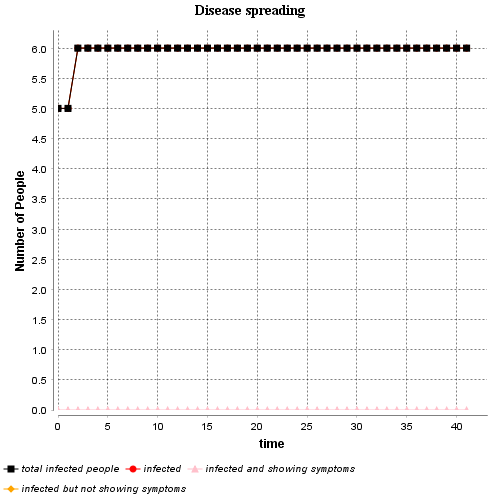 Disease spreading
Number of People
6.0
5.5
5.0
4.5
4.0
3.5
3.0
2.5
2.0
1.5
1.0
0.5
0.0
0 5 10 15 20 25 30 35 40
time
total infected people infected infected and showing symptoms
infected but not showing symptoms